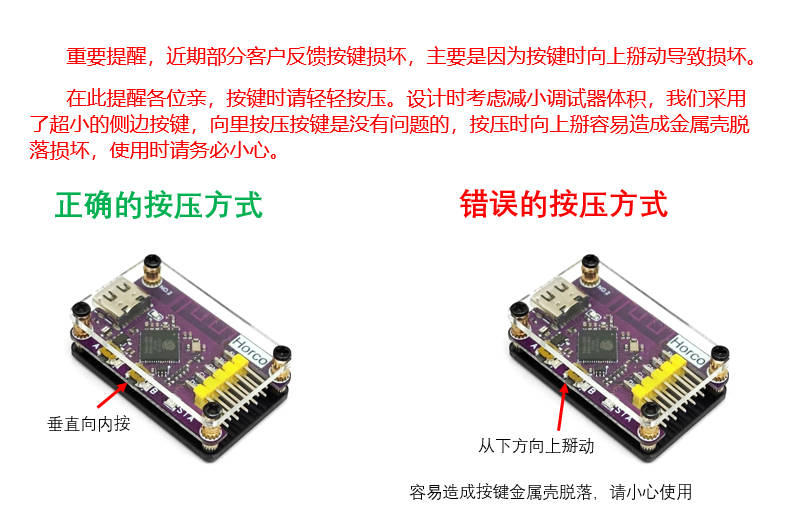 重要提醒，近期部分客户反馈按键损坏，主要是因为按键时向上掰动导致损坏。
在此提醒各位亲，按键时请轻轻按压。设计时考虑减小调试器体积，我们采用
了超小的侧边按键，向里按压按键是没有问题的，按压时向上掰容易造成金属壳脱
落损坏，使用时请务必小心。
正确的按压方式
错误的按压方式
NO.2
Horco
A
B
STA
垂直向内按
NO.2
Horco
A
B
STA
从下方向上掰动
容易造成按键金属壳脱落，请小心使用